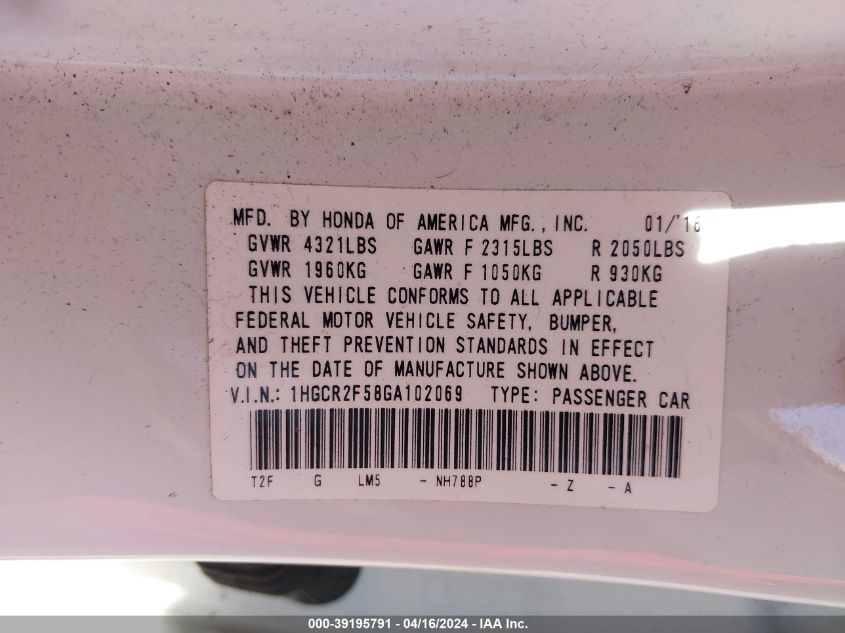 MFD. BY HONDA OF AMERICA MFG., INC. 01/'16
GVWR 4321LBS GAWR F 2315LBS R 2050LBS
GVWR 1960KG GAWR F 1050KG R 930KG
THIS VEHICLE CONFORMS TO ALL APPLICABLE
FEDERAL MOTOR VEHICLE SAFETY, BUMPER,
AND THEFT PREVENTION STANDARDS IN EFFECT
ON THE DATE OF MANUFACTURE SHOWN ABOVE.
V.I.N.: 1HGCR2F58GA102069 TYPE: PASSENGER CAR
T2F G LM5 - NH788P - Z - A
000-39195791 - 04/16/2024 - IAA Inc.